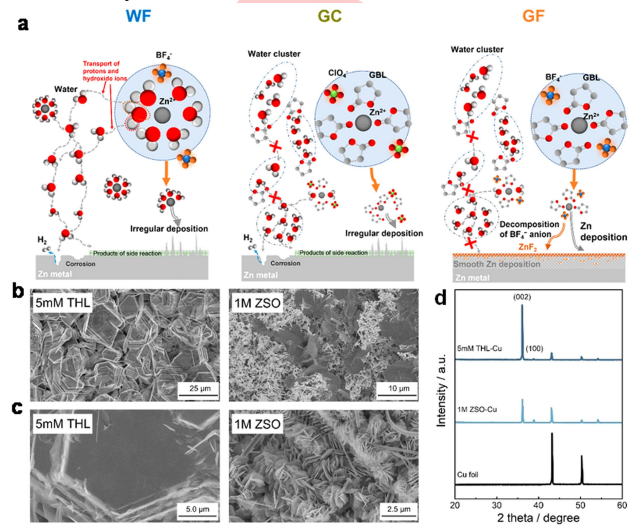 WF
GC
GF
a
Transport of
protons and
hydroxide ions
Water
BF₄⁻
Zn²⁺
H₂
Corrosion
Products of side reaction
Irregular deposition
Zn metal
Water cluster
ClO₄⁻
GBL
Zn²⁺
H₂
Corrosion
Products of side reaction
Irregular deposition
Zn metal
Water cluster
BF₄⁻
GBL
Zn²⁺
Decomposition
of BF₄⁻ anion
ZnF₂
Zn
deposition
Smooth Zn deposition
Zn metal
b
5mM THL
25 μm
1M ZSO
10 μm
c
5mM THL
5.0 μm
1M ZSO
2.5 μm
d
(002)
(100)
5mM THL-Cu
1M ZSO-Cu
Cu foil
Intensity / a.u.
20
30
40
50
60
2 theta / degree